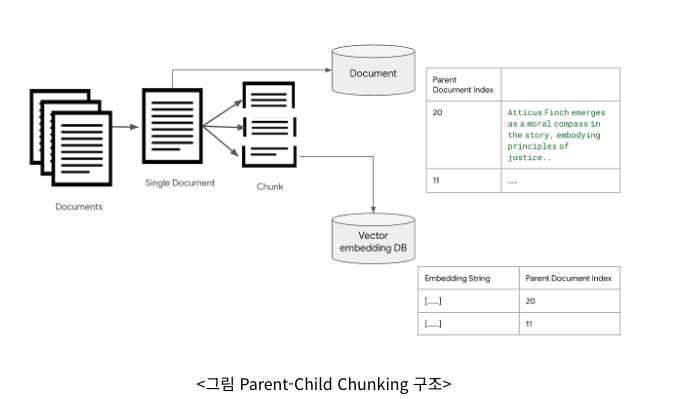 Documents
Single Document
Chunk
Document
Vector
embedding DB
Parent
Document Index
20
Atticus Finch emerges
as a moral compass in
the story, embodying
principles of
justice..
11
.....
Embedding String
Parent Document Index
[.....]
20
[.....]
11
<그림 Parent-Child Chunking 구조>